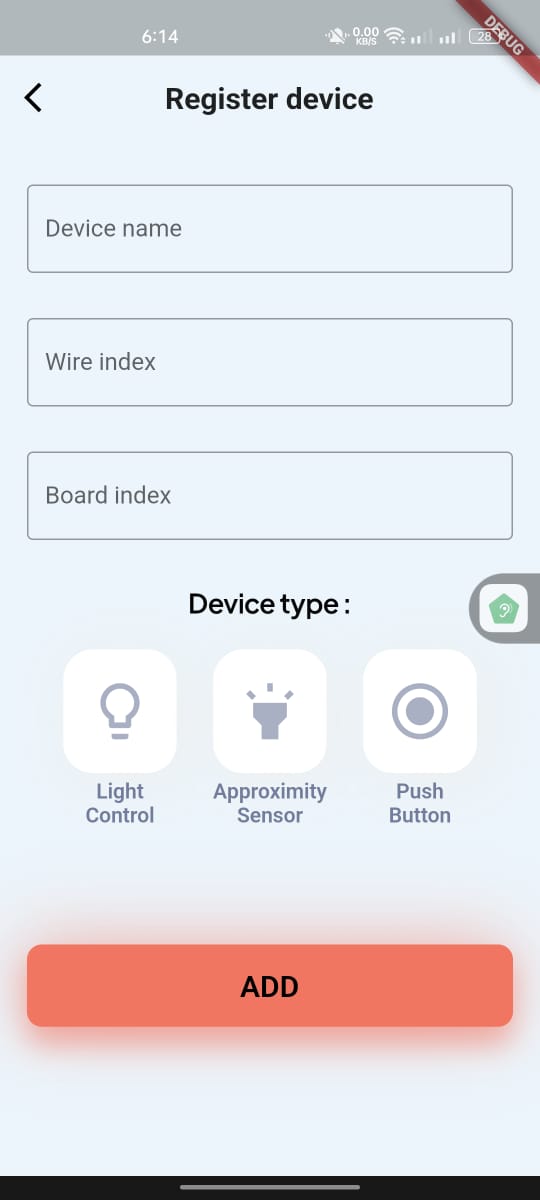 6:14
0.00
KB/S
28
DEBUG
Register device
Device name
Wire index
Board index
Device type :
Light
Control
Approximity
Sensor
Push
Button
ADD